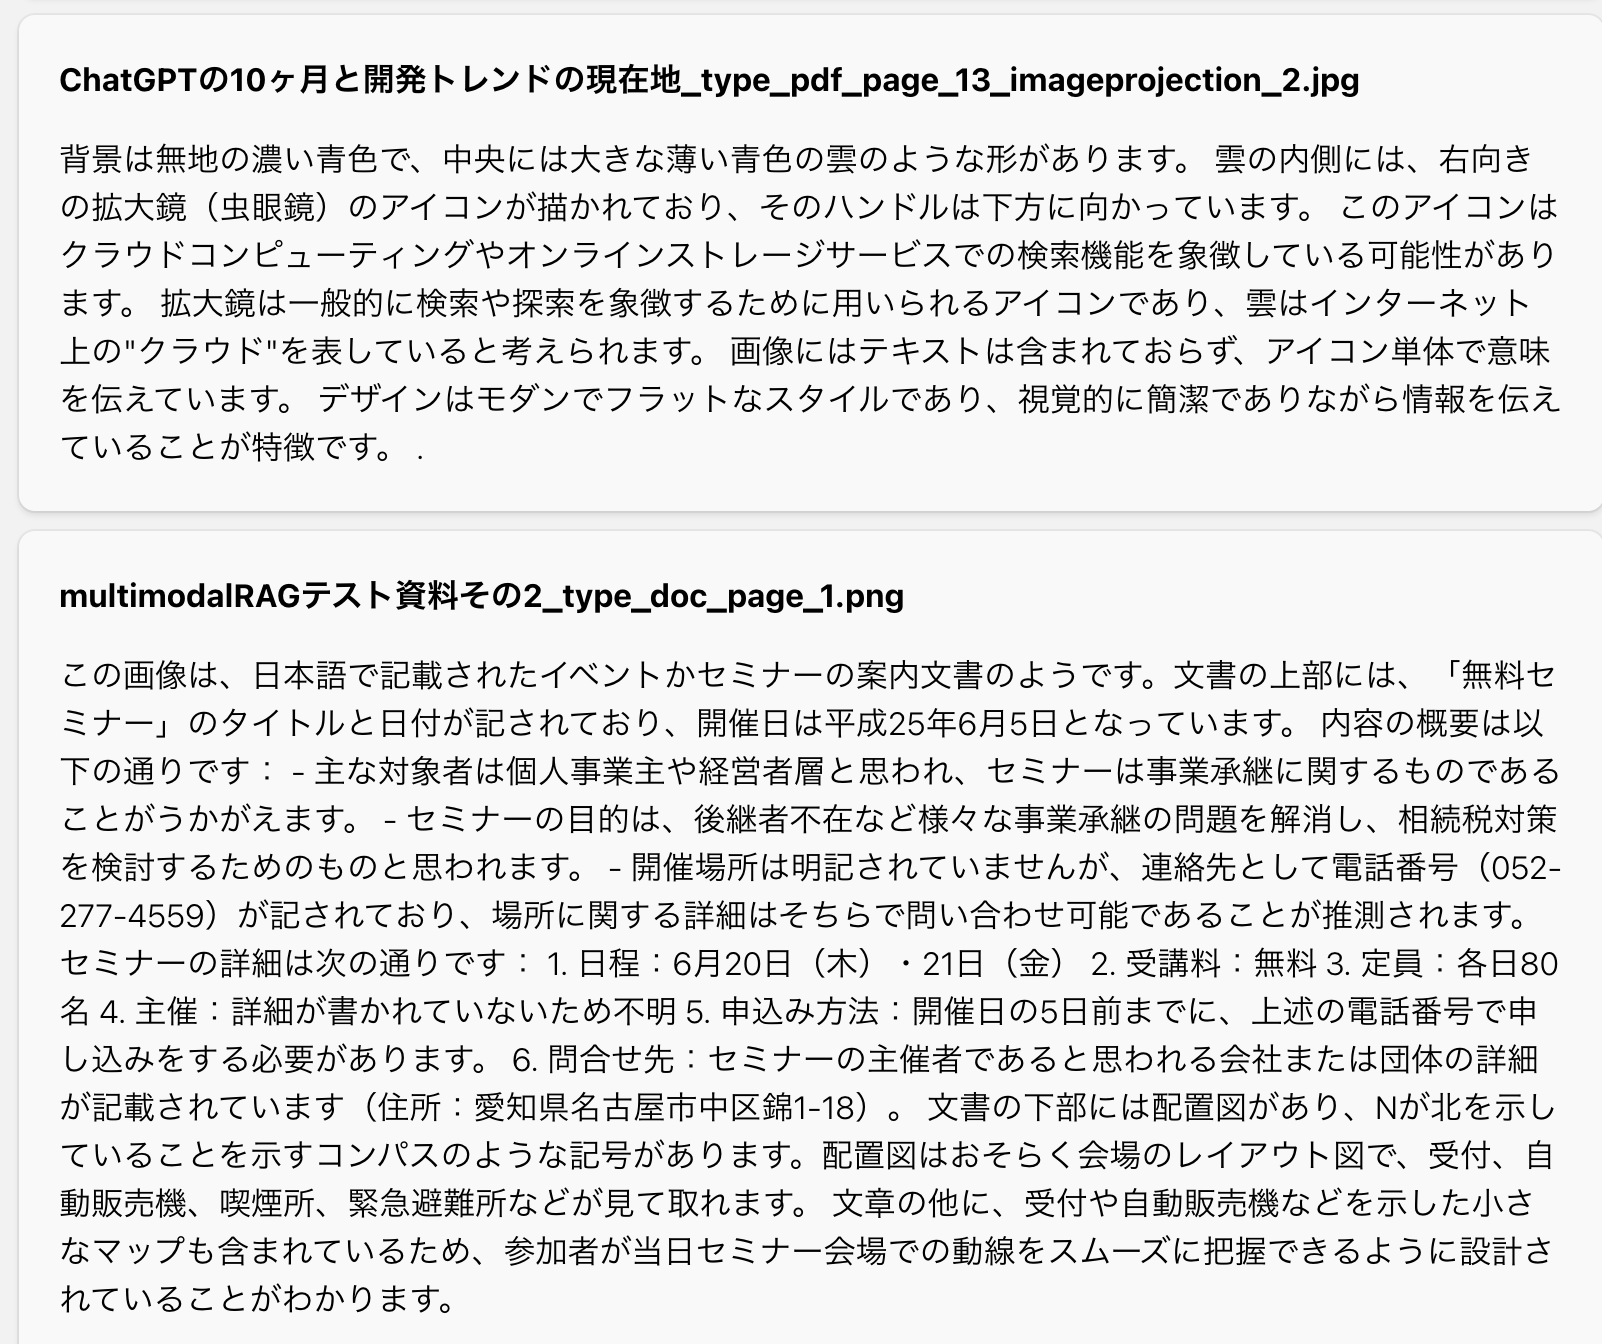 ChatGPTの10ヶ月と開発トレンドの現在地_type_pdf_page_13_imageprojection_2.jpg
背景は無地の濃い青色で、中央には大きな薄い青色の雲のような形があります。 雲の内側には、右向き
の拡大鏡（虫眼鏡）のアイコンが描かれており、そのハンドルは下方に向かっています。 このアイコンは
クラウドコンピューティングやオンラインストレージサービスでの検索機能を象徴している可能性があり
ます。 拡大鏡は一般的に検索や探索を象徴するために用いられるアイコンであり、雲はインターネット
上の"クラウド"を表していると考えられます。 画像にはテキストは含まれておらず、アイコン単体で意味
を伝えています。 デザインはモダンでフラットなスタイルであり、視覚的に簡潔でありながら情報を伝え
ていることが特徴です。 .
multimodalRAGテスト資料その2_type_doc_page_1.png
この画像は、日本語で記載されたイベントかセミナーの案内文書のようです。文書の上部には、「無料セ
ミナー」のタイトルと日付が記されており、開催日は平成25年6月5日となっています。 内容の概要は以
下の通りです： - 主な対象者は個人事業主や経営者層と思われ、セミナーは事業承継に関するものである
ことがうかがえます。 - セミナーの目的は、後継者不在など様々な事業承継の問題を解消し、相続税対策
を検討するためのものと思われます。 - 開催場所は明記されていませんが、連絡先として電話番号（052-
277-4559）が記されており、場所に関する詳細はそちらで問い合わせ可能であることが推測されます。
セミナーの詳細は次の通りです： 1. 日程：6月20日（木）・21日（金） 2. 受講料：無料 3. 定員：各日80
名 4. 主催：詳細が書かれていないため不明 5. 申込み方法：開催日の5日前までに、上述の電話番号で申
し込みをする必要があります。 6. 問合せ先：セミナーの主催者であると思われる会社または団体の詳細
が記載されています（住所：愛知県名古屋市中区錦1-18）。 文書の下部には配置図があり、Nが北を示し
ていることを示すコンパスのような記号があります。配置図はおそらく会場のレイアウト図で、受付、自
動販売機、喫煙所、緊急避難所などが見て取れます。 文章の他に、受付や自動販売機などを示した小さ
なマップも含まれているため、参加者が当日セミナー会場での動線をスムーズに把握できるように設計さ
れていることがわかります。